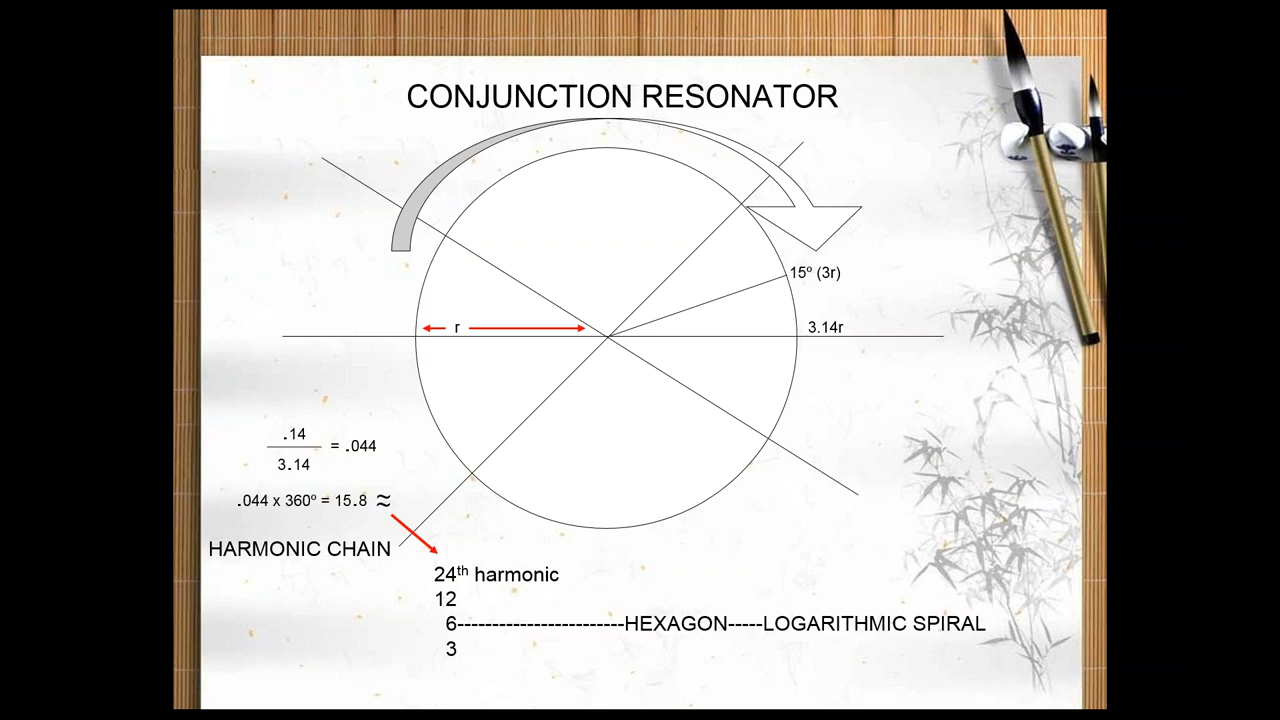 CONJUNCTION RESONATOR
15º (3r)
r
3.14r
.14
3.14
= .044
.044 x 360º = 15.8 ≈
HARMONIC CHAIN
24th harmonic
12
6------------------------HEXAGON-----LOGARITHMIC SPIRAL
3